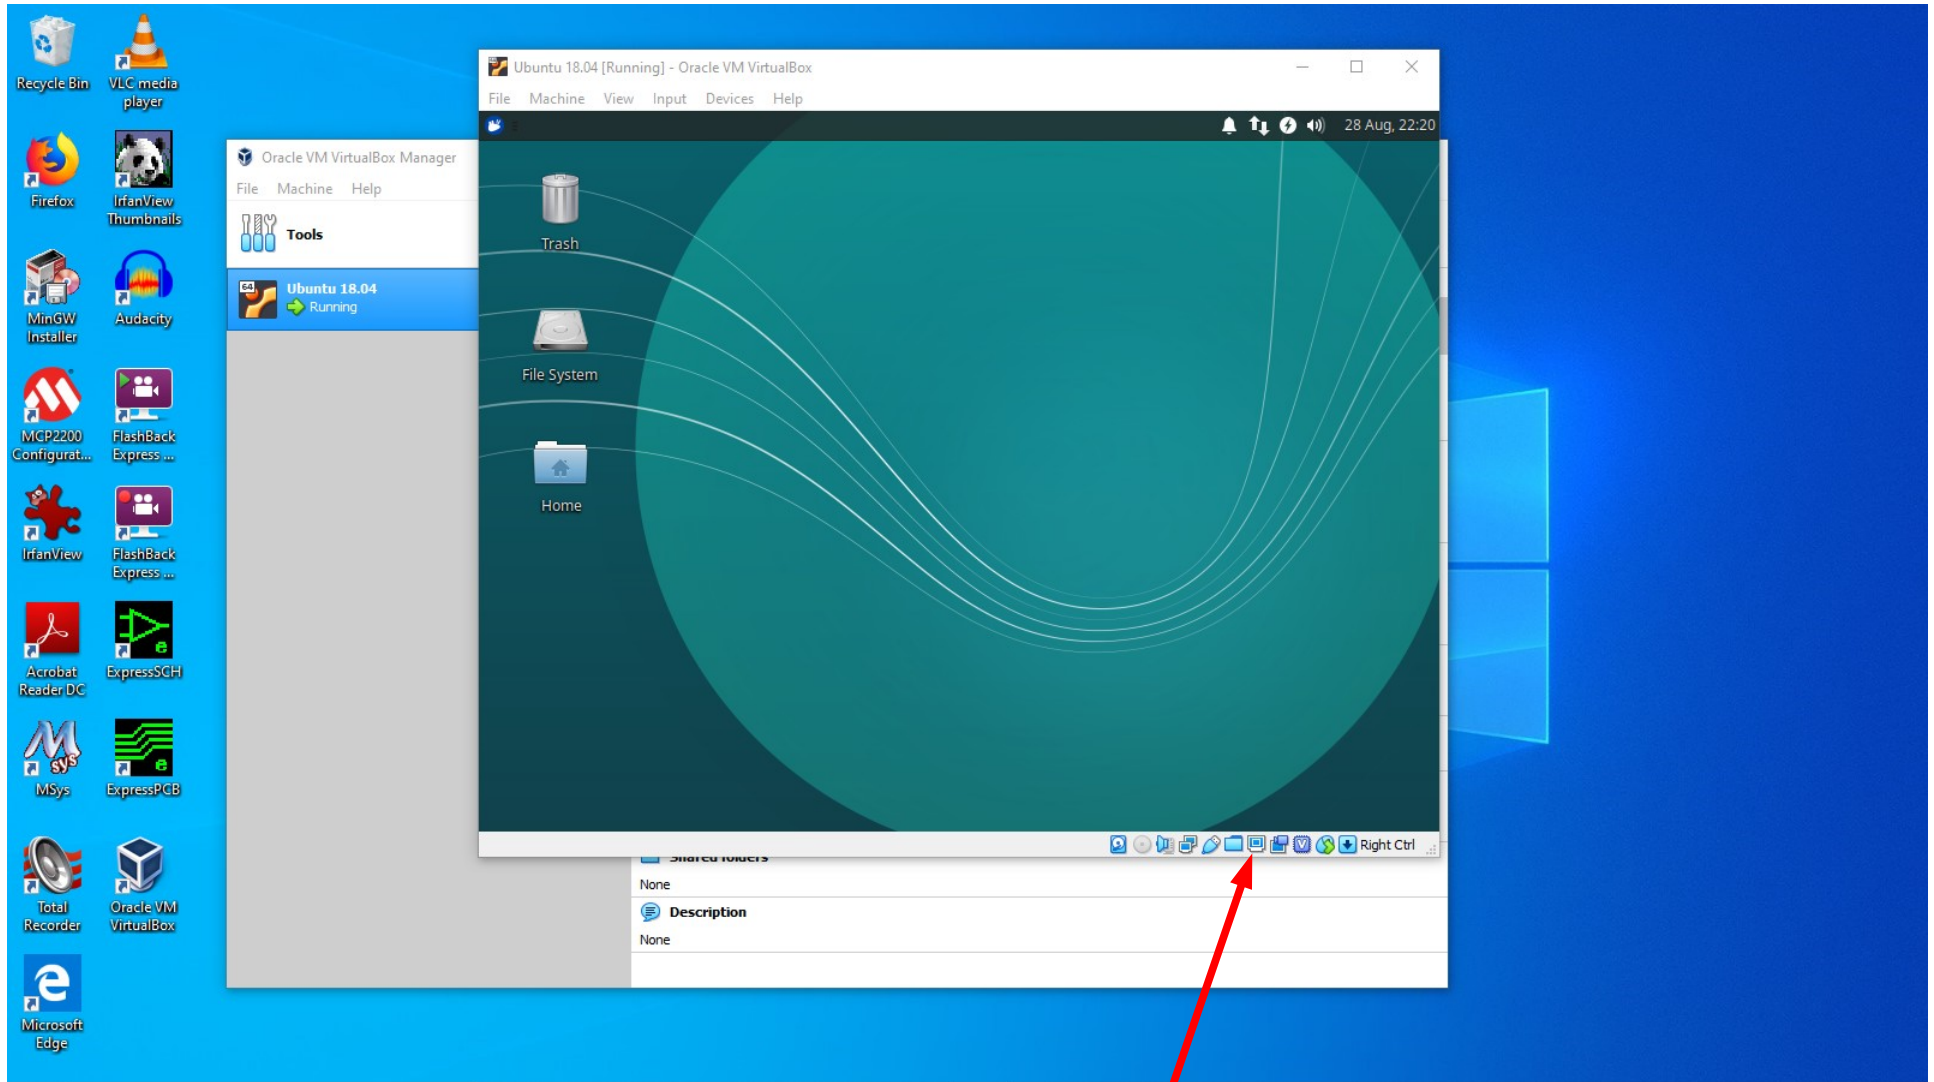 Recycle Bin
VLC media
player
Firefox
IrfanView
Thumbnails
MinGW
Installer
Audacity
MCP2200
Configurat...
FlashBack
Express ...
IrfanView
FlashBack
Express ...
Acrobat
Reader DC
ExpressSCH
MSys
ExpressPCB
Total
Recorder
Oracle VM
VirtualBox
Microsoft
Edge
Oracle VM VirtualBox Manager
File Machine Help
Tools
64
Ubuntu 18.04
Running
Ubuntu 18.04 [Running] - Oracle VM VirtualBox
File Machine View Input Devices Help
28 Aug, 22:20
Trash
File System
Home
Right Ctrl
Shared folders
None
Description
None